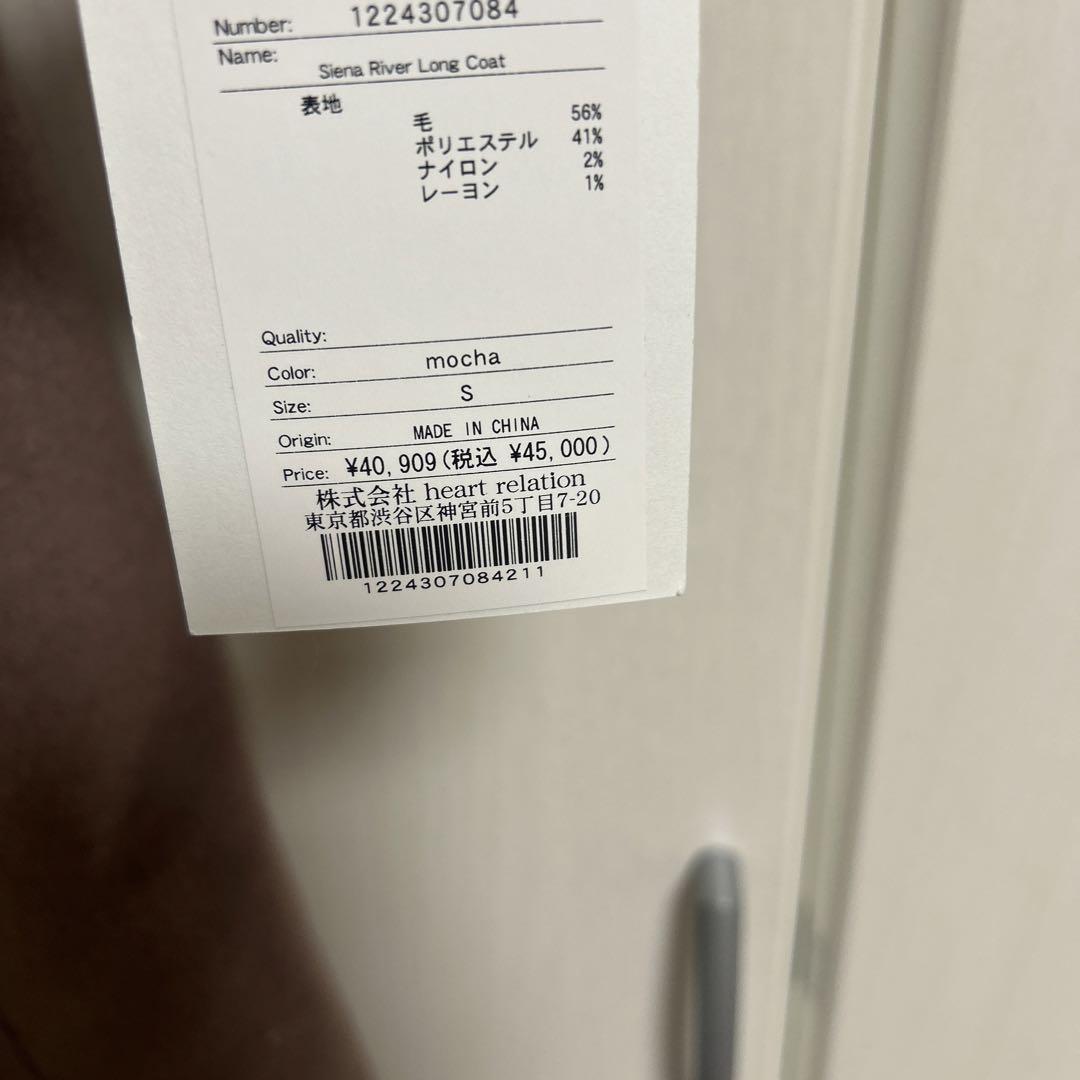 Number: 1224307084
Name: Siena River Long Coat
表地
毛 56%
ポリエステル 41%
ナイロン 2%
レーヨン 1%
Quality:
Color: mocha
Size: S
Origin: MADE IN CHINA
Price: ¥40,909(税込 ¥45,000)
株式会社 heart relation
東京都渋谷区神宮前5丁目7-20
1224307084211